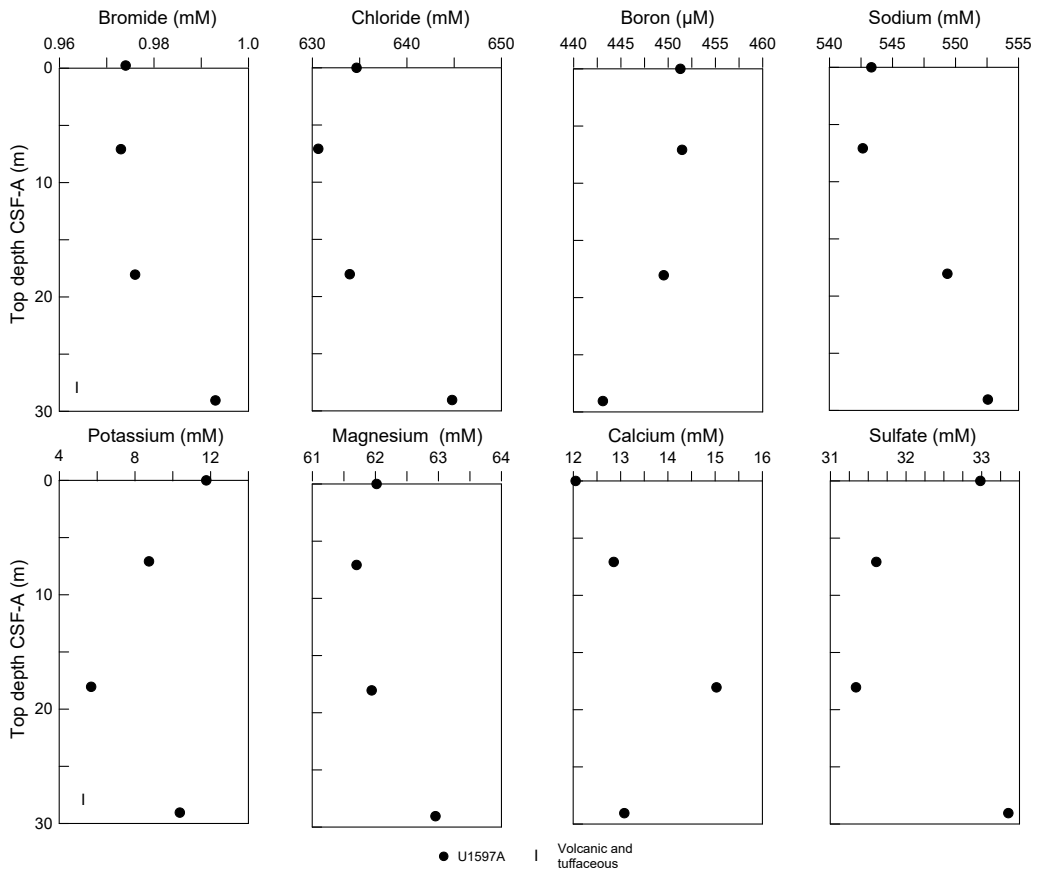 Bromide (mM) Chloride (mM) Boron (µM) Sodium (mM)
0.96 0.98 1.0 630 640 650 440 445 450 455 460 540 545 550 555
0
10
20
30
Top depth CSF-A (m)
I
Potassium (mM) Magnesium (mM) Calcium (mM) Sulfate (mM)
4 8 12 61 62 63 64 12 13 14 15 16 31 32 33
0
10
20
30
Top depth CSF-A (m)
I
U1597A I Volcanic and
tuffaceous